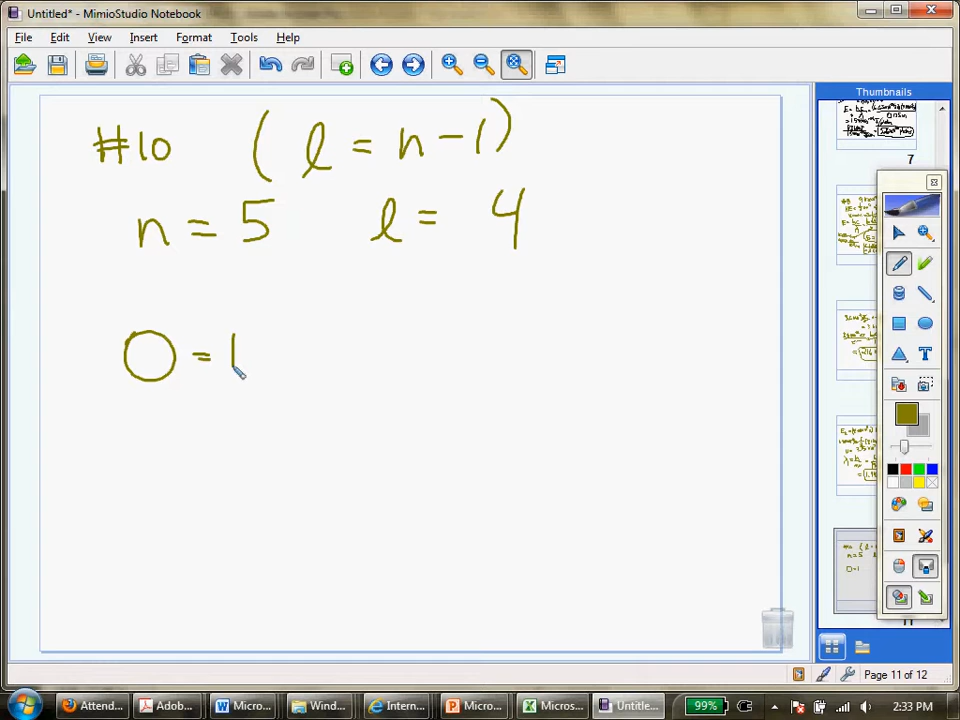 Untitled* - MimioStudio Notebook
File Edit View Insert Format Tools Help
#10 ( l = n - 1 )
n = 5 l = 4
O = 1
Thumbnails
7
11
Page 11 of 12
Attend... Adob... Micro... Wind... Intern... Micro... Micros... Untitle... 99% 2:33 PM